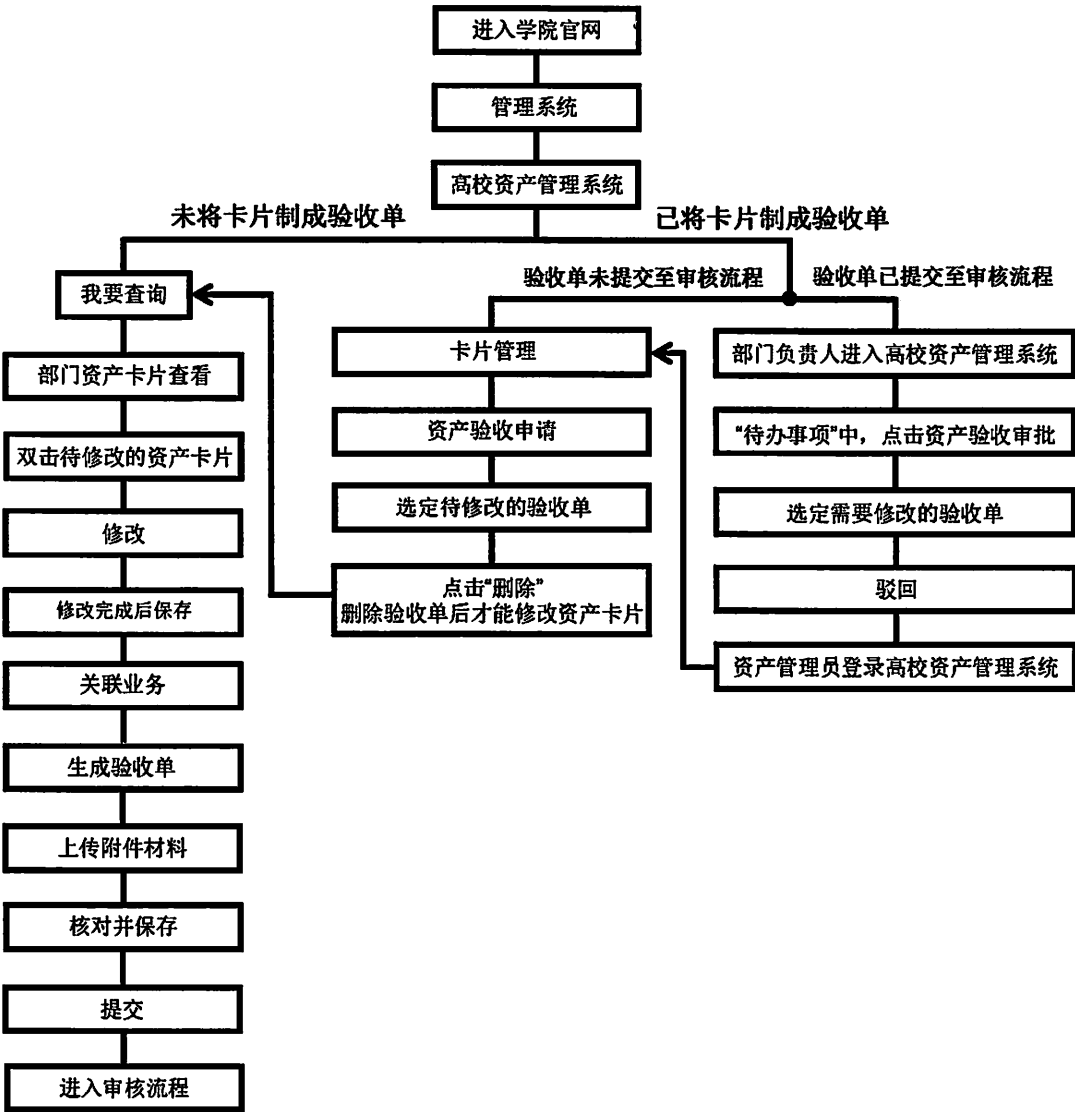 进入学院官网
管理系统
高校资产管理系统
未将卡片制成验收单
已将卡片制成验收单
验收单未提交至审核流程
验收单已提交至审核流程
我要查询
部门资产卡片查看
双击待修改的资产卡片
修改
修改完成后保存
关联业务
生成验收单
上传附件材料
核对并保存
提交
进入审核流程
卡片管理
资产验收申请
选定待修改的验收单
点击“删除”
删除验收单后才能修改资产卡片
部门负责人进入高校资产管理系统
“待办事项”中，点击资产验收审批
选定需要修改的验收单
驳回
资产管理员登录高校资产管理系统